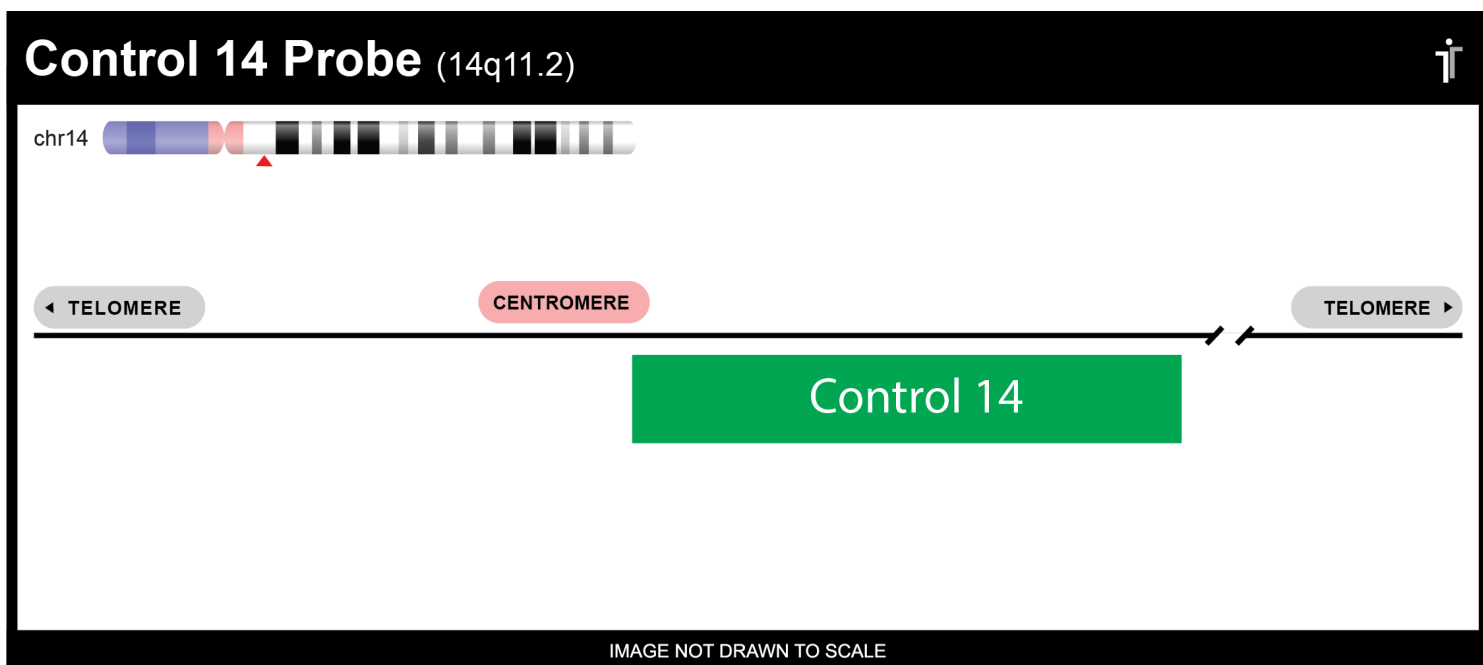 Control 14 Probe (14q11.2)
chr14
TELOMERE
CENTROMERE
TELOMERE
Control 14
IMAGE NOT DRAWN TO SCALE